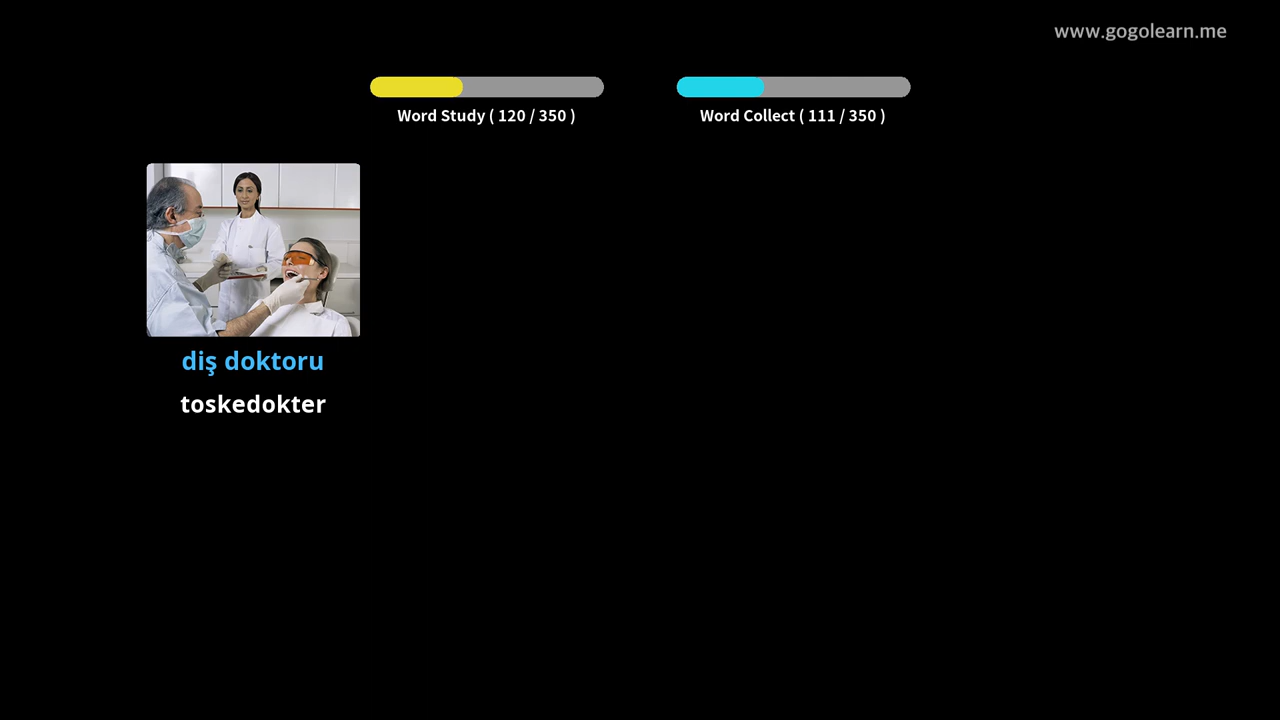 www.gogolearn.me
Word Study ( 120 / 350 )
Word Collect ( 111 / 350 )
diş doktoru
toskedokter